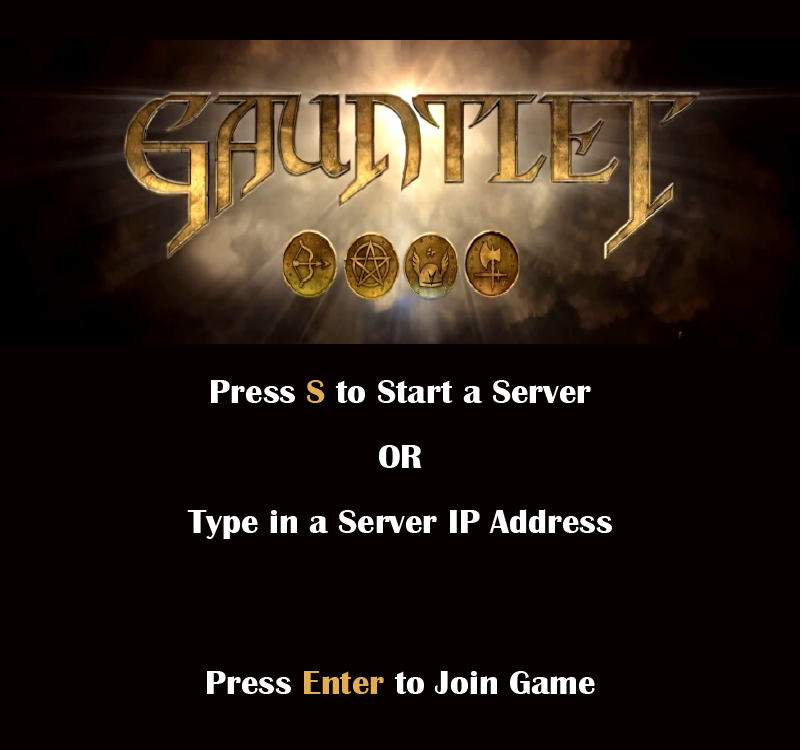 GAUNTLET
Press S to Start a Server
OR
Type in a Server IP Address
Press Enter to Join Game